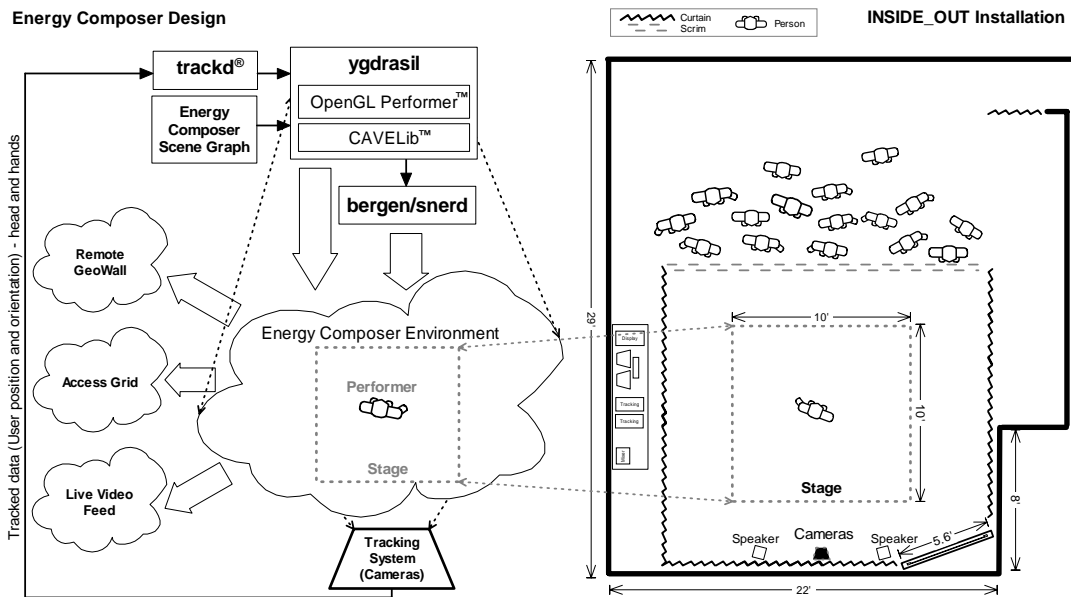 Energy Composer Design
trackd®
Energy
Composer
Scene Graph
ygdrasil
OpenGL Performer™
CAVELib™
bergen/snerd
Remote
GeoWall
Access Grid
Live Video
Feed
Energy Composer Environment
Performer
Stage
Tracking
System
(Cameras)
Tracked data (User position and orientation) - head and hands
Curtain
Scrim
Person
INSIDE_OUT Installation
29'
Display
Tracking
Tracking
Mixer
10'
10'
Stage
Speaker
Cameras
Speaker
5.6'
8'
22'